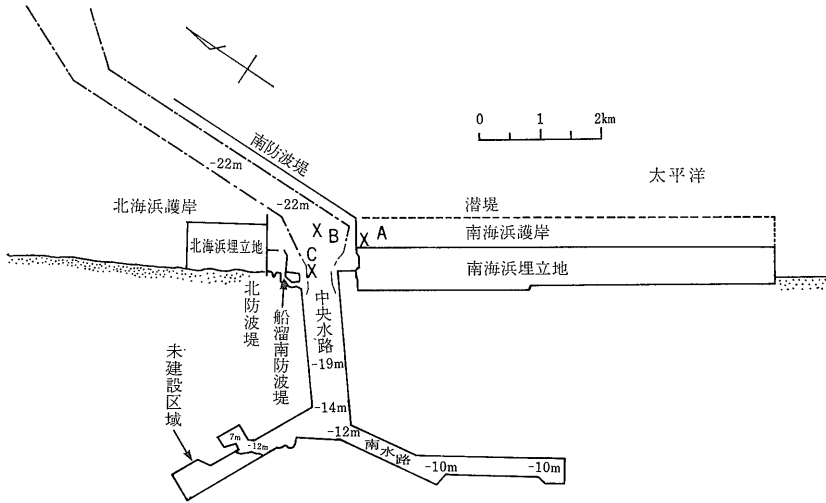 0 1 2km
太平洋
南防波堤
-22m
-22m
北海浜護岸
潜堤
X B
X A
南海浜護岸
北海浜埋立地
C
X
南海浜埋立地
北防波堤
船溜南防波堤
中央水路
-19m
未建設区域
-14m
-12m
7m
-12m
南水路
-10m
-10m